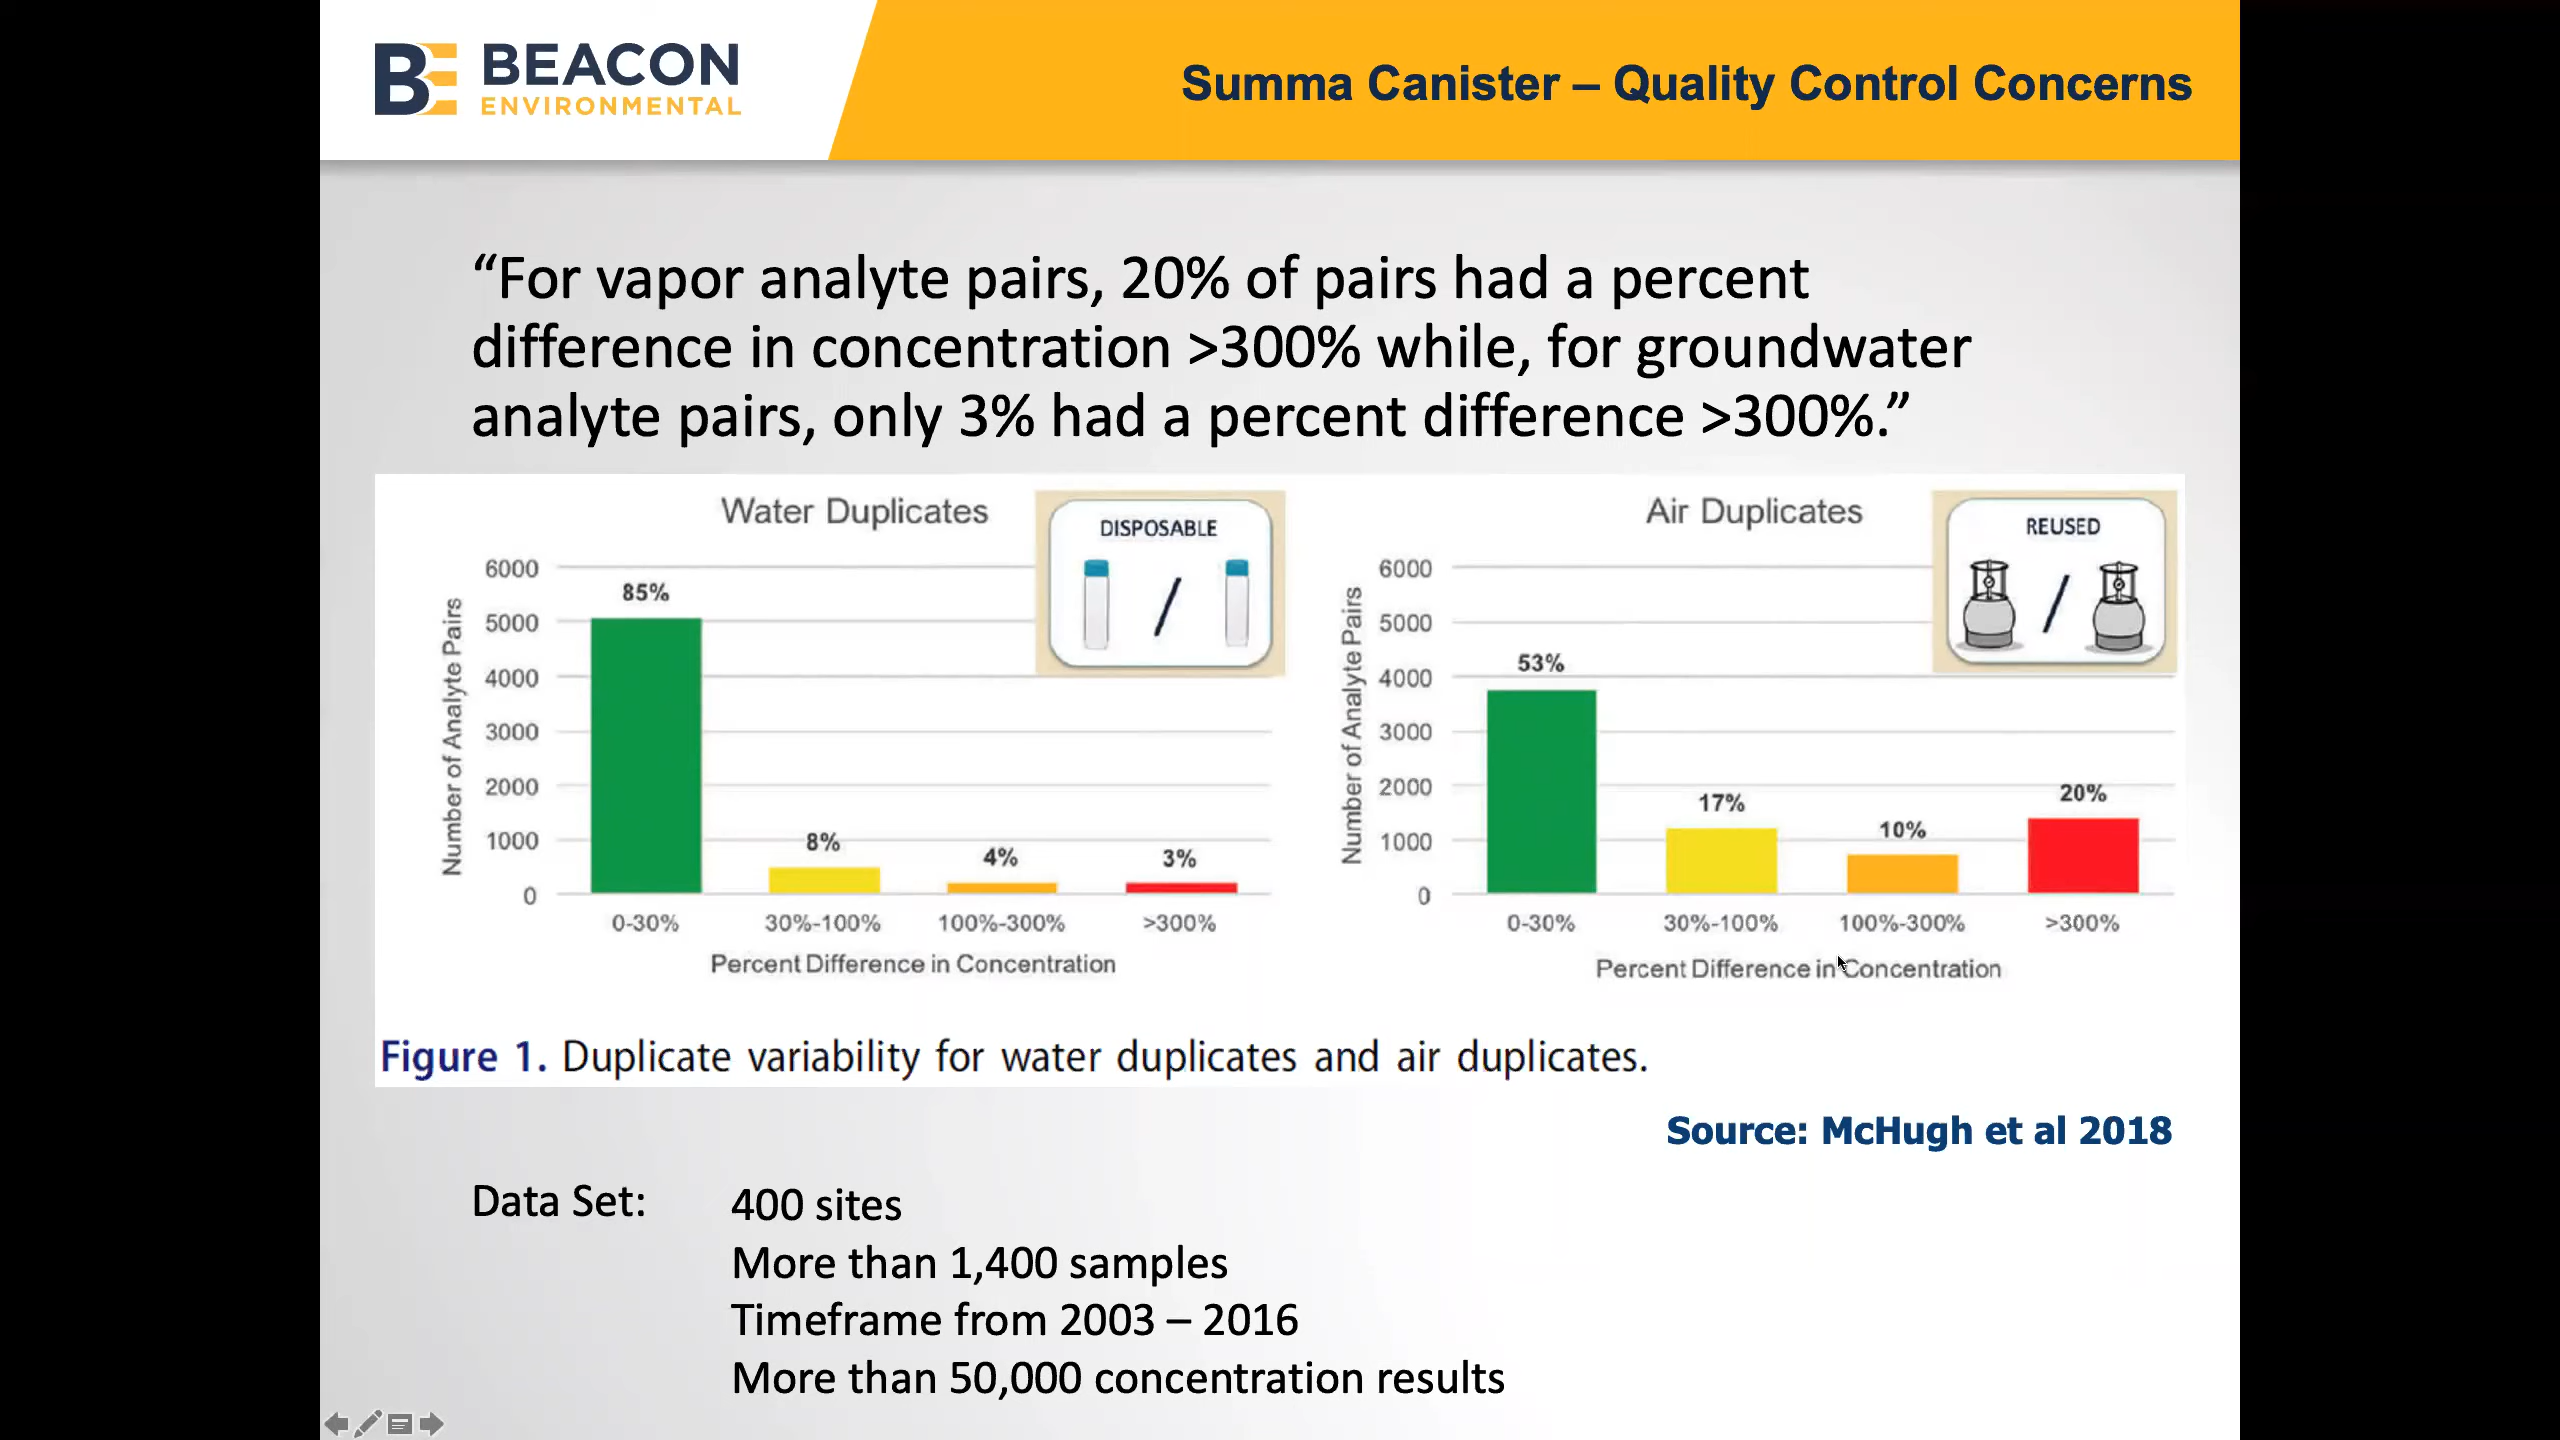 BEACON
ENVIRONMENTAL
Summa Canister – Quality Control Concerns
“For vapor analyte pairs, 20% of pairs had a percent
difference in concentration >300% while, for groundwater
analyte pairs, only 3% had a percent difference >300%.”
Water Duplicates
DISPOSABLE
Number of Analyte Pairs
6000
5000
4000
3000
2000
1000
0
85%
8%
4%
3%
0-30%
30%-100%
100%-300%
>300%
Percent Difference in Concentration
Air Duplicates
REUSED
Number of Analyte Pairs
6000
5000
4000
3000
2000
1000
0
53%
17%
10%
20%
0-30%
30%-100%
100%-300%
>300%
Percent Difference in Concentration
Figure 1. Duplicate variability for water duplicates and air duplicates.
Source: McHugh et al 2018
Data Set:
400 sites
More than 1,400 samples
Timeframe from 2003 – 2016
More than 50,000 concentration results